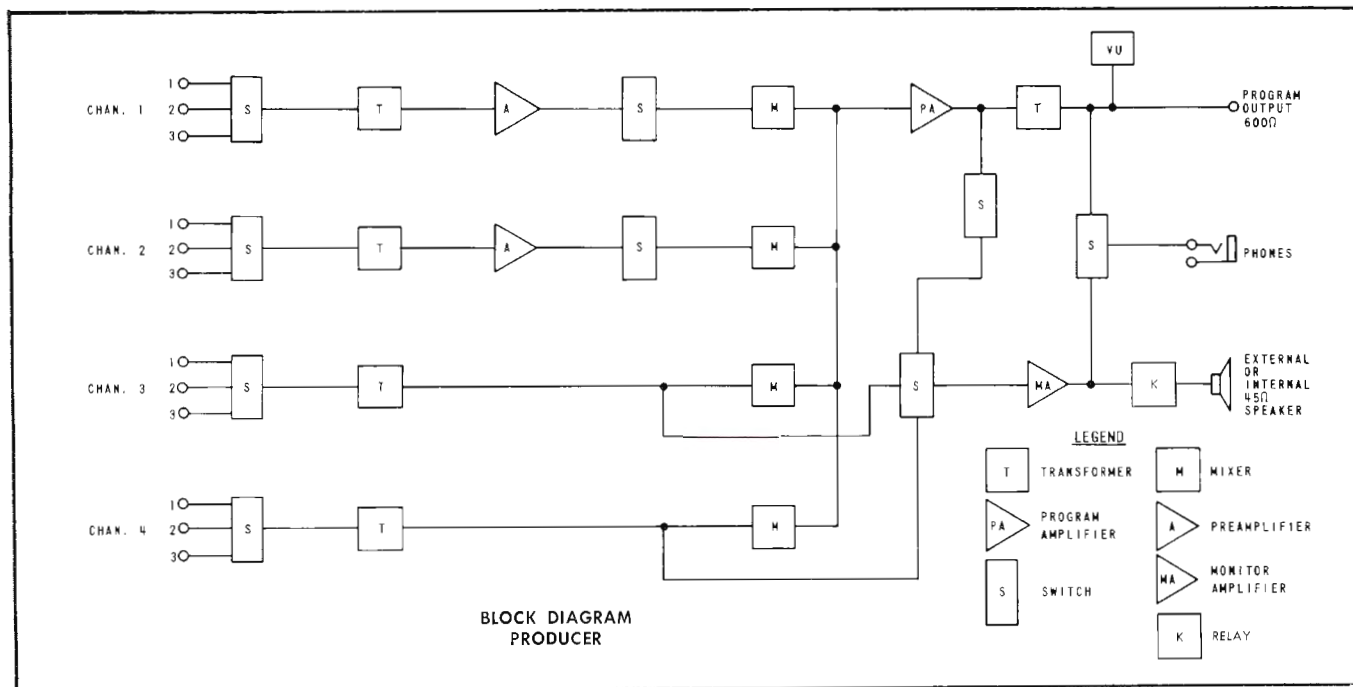 VU
1
CHAN. 1 2 S T A S M PA T PROGRAM
OUTPUT
600Ω
3
S
1
CHAN. 2 2 S T A S M S PHONES
3
1
CHAN. 3 2 S T M S MA K EXTERNAL
OR
INTERNAL
45Ω
SPEAKER
3
1
CHAN. 4 2 S T M
3
LEGEND
T TRANSFORMER M MIXER
PA PROGRAM
AMPLIFIER A PREAMPLIFIER
S SWITCH MA MONITOR
AMPLIFIER
K RELAY
BLOCK DIAGRAM
PRODUCER